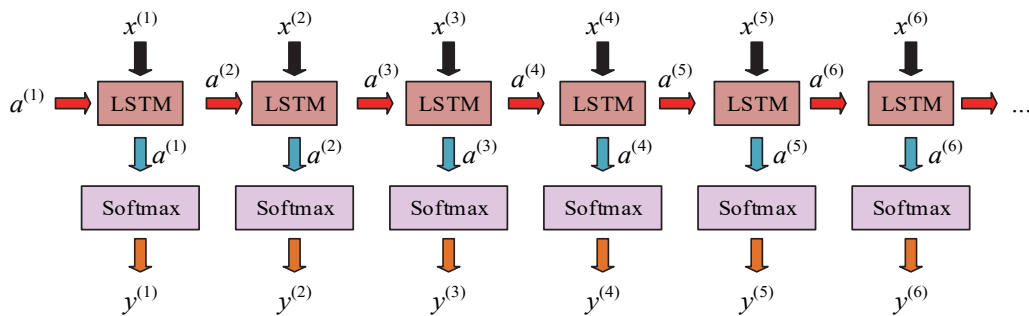 x^(1) x^(2) x^(3) x^(4) x^(5) x^(6)
a^(2) a^(3) a^(4) a^(5) a^(6)
a^(1) LSTM LSTM LSTM LSTM LSTM LSTM ...
a^(1) a^(2) a^(3) a^(4) a^(5) a^(6)
Softmax Softmax Softmax Softmax Softmax Softmax
y^(1) y^(2) y^(3) y^(4) y^(5) y^(6)